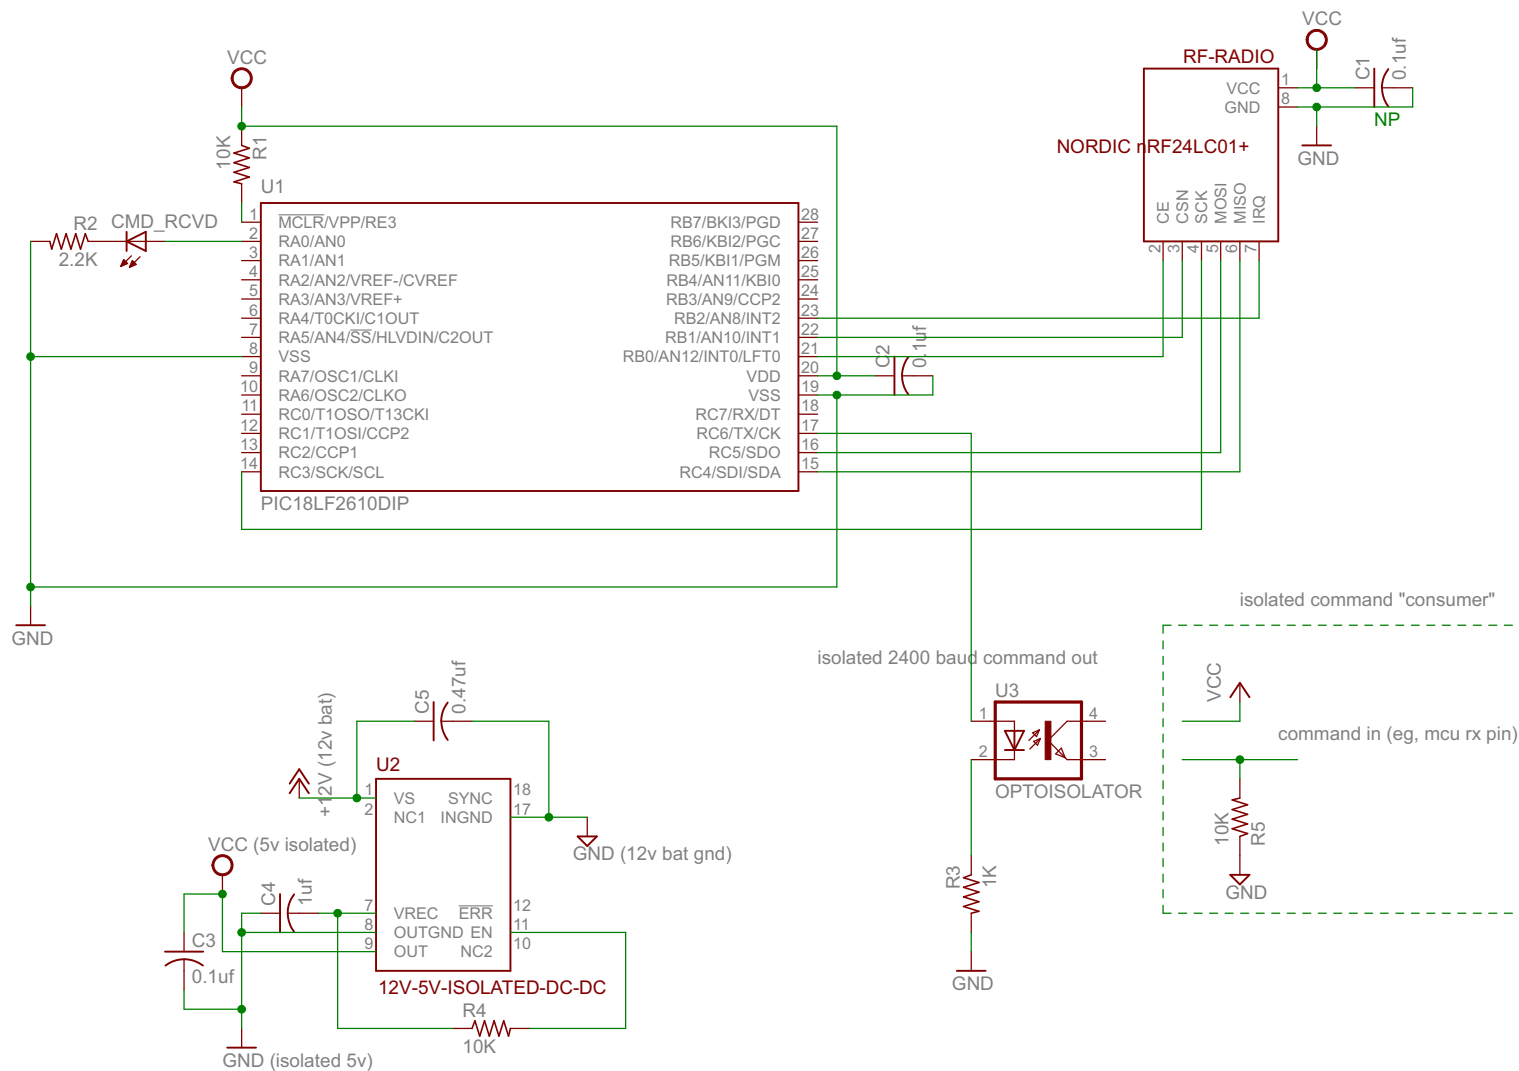 VCC
RF-RADIO
VCC
C1
0.1uf
VCC
1
GND
8
NP
NORDIC nRF24LC01+
GND
CE
CSN
SCK
MOSI
MISO
IRQ
2
3
4
5
6
7
10K
R1
U1
R2
CMD_RCVD
2.2K
1
MCLR/VPP/RE3
RB7/BKI3/PGD
28
2
RA0/AN0
RB6/KBI2/PGC
27
3
RA1/AN1
RB5/KBI1/PGM
26
4
RA2/AN2/VREF-/CVREF
RB4/AN11/KBI0
25
5
RA3/AN3/VREF+
RB3/AN9/CCP2
24
6
RA4/T0CKI/C1OUT
RB2/AN8/INT2
23
7
RA5/AN4/SS/HLVDIN/C2OUT
RB1/AN10/INT1
22
8
VSS
RB0/AN12/INT0/LFT0
21
9
RA7/OSC1/CLKI
VDD
20
10
RA6/OSC2/CLKO
VSS
19
11
RC0/T1OSO/T13CKI
RC7/RX/DT
18
12
RC1/T1OSI/CCP2
RC6/TX/CK
17
13
RC2/CCP1
RC5/SDO
16
14
RC3/SCK/SCL
RC4/SDI/SDA
15
PIC18LF2610DIP
C2
0.1uf
GND
isolated command "consumer"
isolated 2400 baud command out
VCC
command in (eg, mcu rx pin)
10K
R5
GND
U3
1
2
4
3
OPTOISOLATOR
R3
1K
GND
C5
0.47uf
+12V (12v bat)
U2
1
VS
SYNC
18
2
NC1
INGND
17
GND (12v bat gnd)
VCC (5v isolated)
C4
1uf
7
VREC
ERR
12
8
OUTGND
EN
11
9
OUT
NC2
10
C3
0.1uf
12V-5V-ISOLATED-DC-DC
R4
10K
GND (isolated 5v)